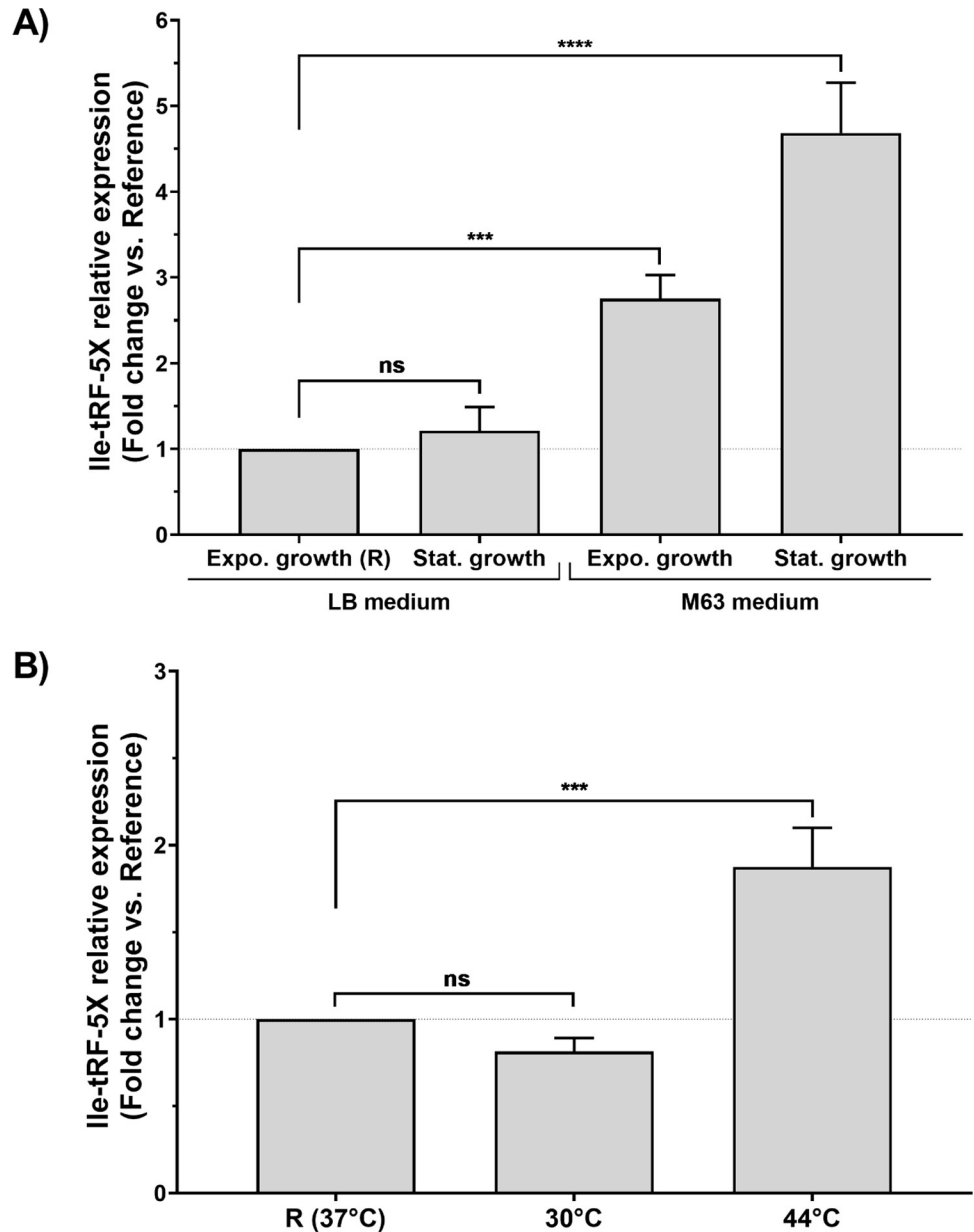 A)
Ile-tRF-5X relative expression
(Fold change vs. Reference)
6
5
4
3
2
1
0
****
***
ns
Expo. growth (R) Stat. growth Expo. growth Stat. growth
LB medium M63 medium
B)
Ile-tRF-5X relative expression
(Fold change vs. Reference)
3
2
1
0
***
ns
R (37°C) 30°C 44°C